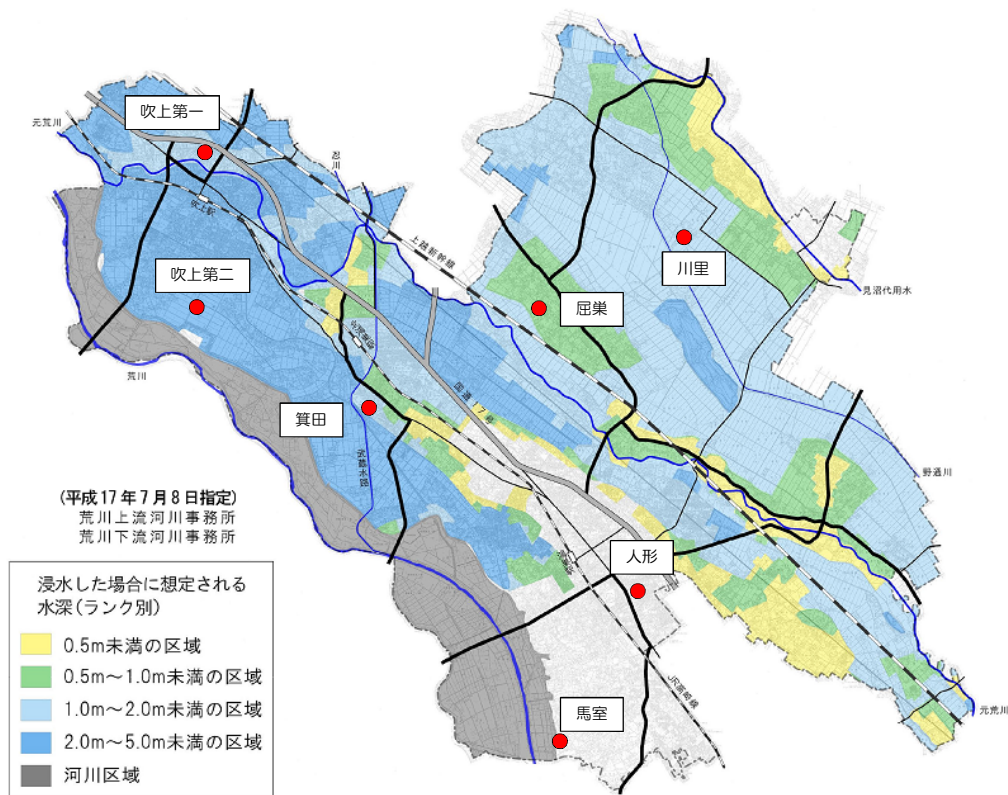 吹上第一
元荒川
忍川
吹上駅
上越新幹線
川里
吹上第二
屈巣
見沼代用水
荒川
国道17号
箕田
武蔵水路
野通川
(平成17年7月8日指定)
荒川上流河川事務所
荒川下流河川事務所
人形
浸水した場合に想定される
水深(ランク別)
0.5m未満の区域
0.5m～1.0m未満の区域
1.0m～2.0m未満の区域
2.0m～5.0m未満の区域
河川区域
JR高崎線
馬室
元荒川